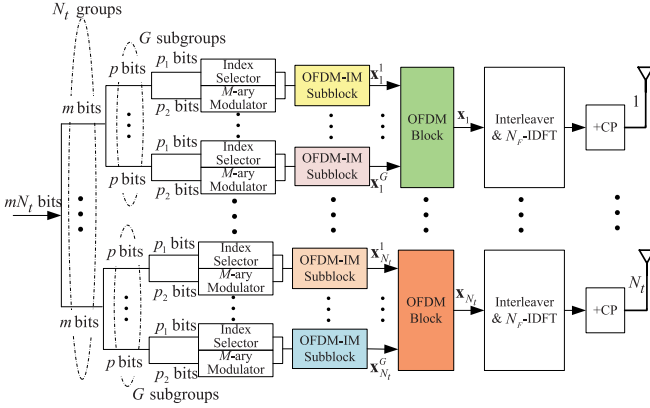 N_t groups
G subgroups
p bits
p_1 bits
Index Selector
M-ary Modulator
p_2 bits
OFDM-IM Subblock
x_1^1
m bits
p bits
p_1 bits
Index Selector
M-ary Modulator
p_2 bits
OFDM-IM Subblock
x_1^G
OFDM Block
x_1
Interleaver & N_F-IDFT
+CP
1
mN_t bits
p bits
p_1 bits
Index Selector
M-ary Modulator
p_2 bits
OFDM-IM Subblock
x_{N_t}^1
m bits
p bits
p_1 bits
Index Selector
M-ary Modulator
p_2 bits
OFDM-IM Subblock
x_{N_t}^G
OFDM Block
x_{N_t}
Interleaver & N_F-IDFT
+CP
N_t
G subgroups